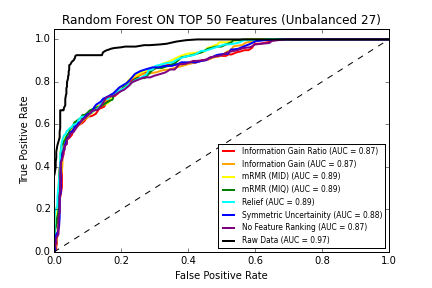 Random Forest ON TOP 50 Features (Unbalanced 27)
True Positive Rate
1.0
0.8
0.6
0.4
0.2
0.0
Information Gain Ratio (AUC = 0.87)
Information Gain (AUC = 0.87)
mRMR (MID) (AUC = 0.89)
mRMR (MIQ) (AUC = 0.89)
Relief (AUC = 0.89)
Symmetric Uncertainity (AUC = 0.88)
No Feature Ranking (AUC = 0.87)
Raw Data (AUC = 0.97)
0.0 0.2 0.4 0.6 0.8 1.0
False Positive Rate